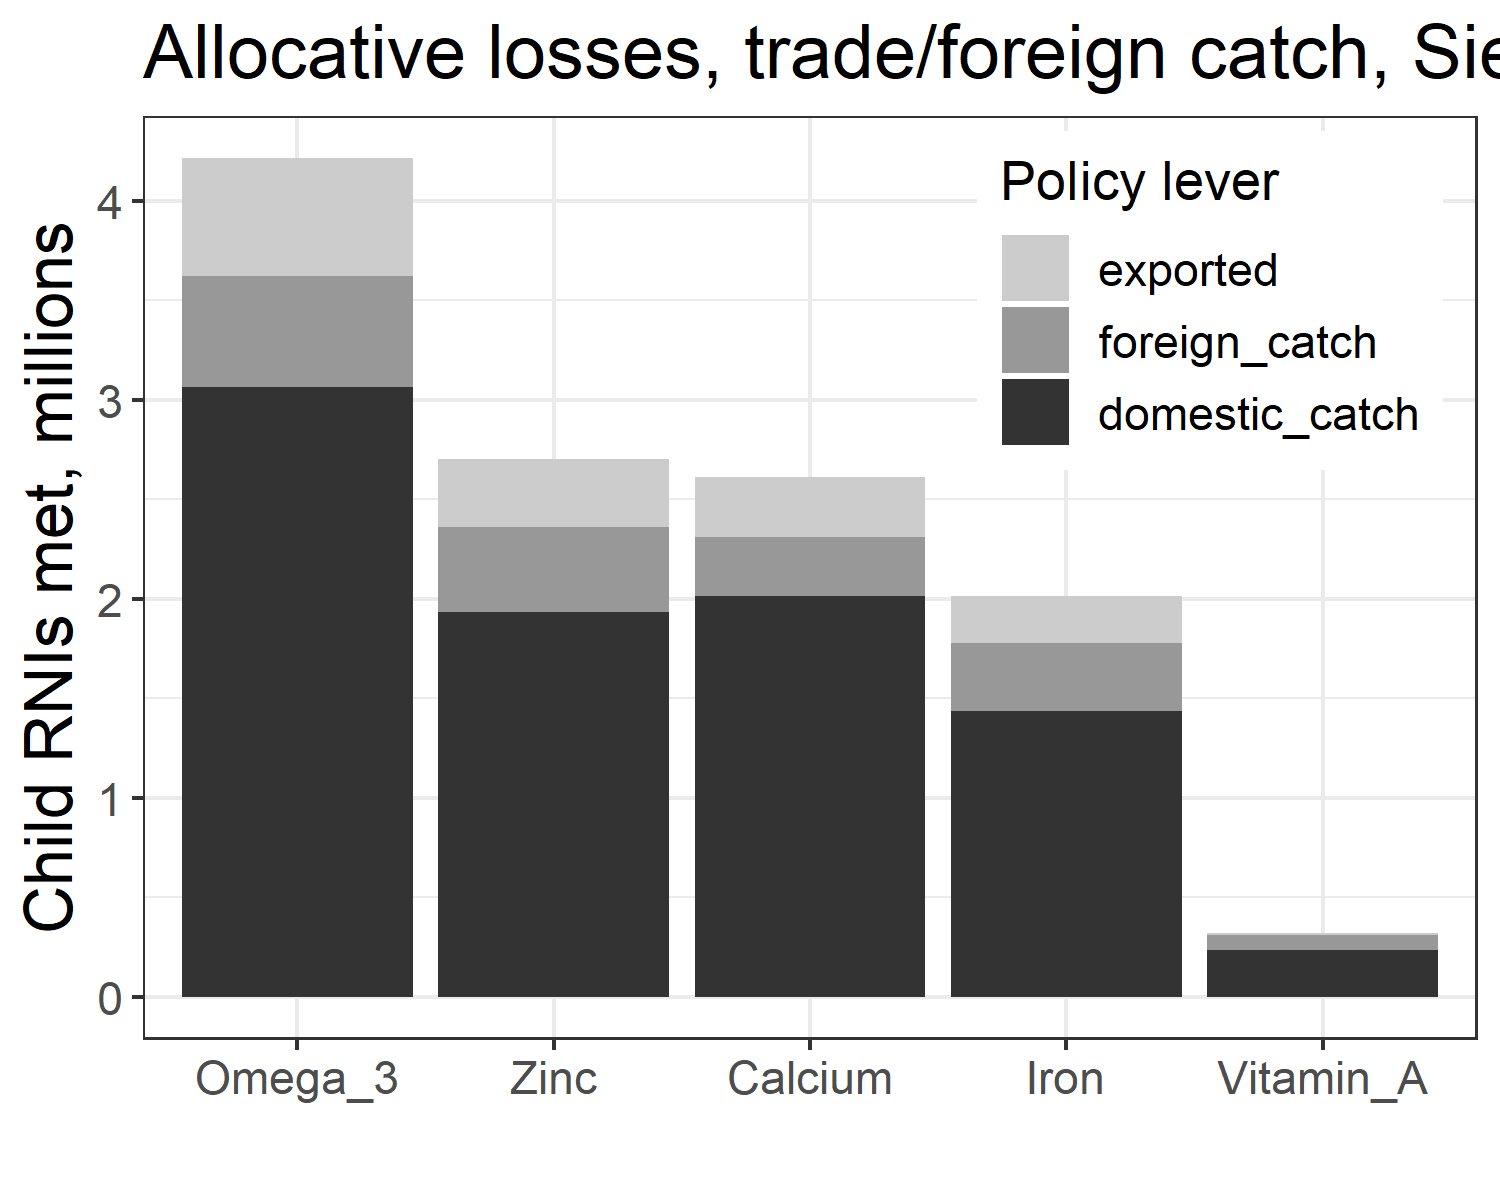 Allocative losses, trade/foreign catch, Sie
Child RNIs met, millions
4
3
2
1
0
Policy lever
exported
foreign_catch
domestic_catch
Omega_3 Zinc Calcium Iron Vitamin_A